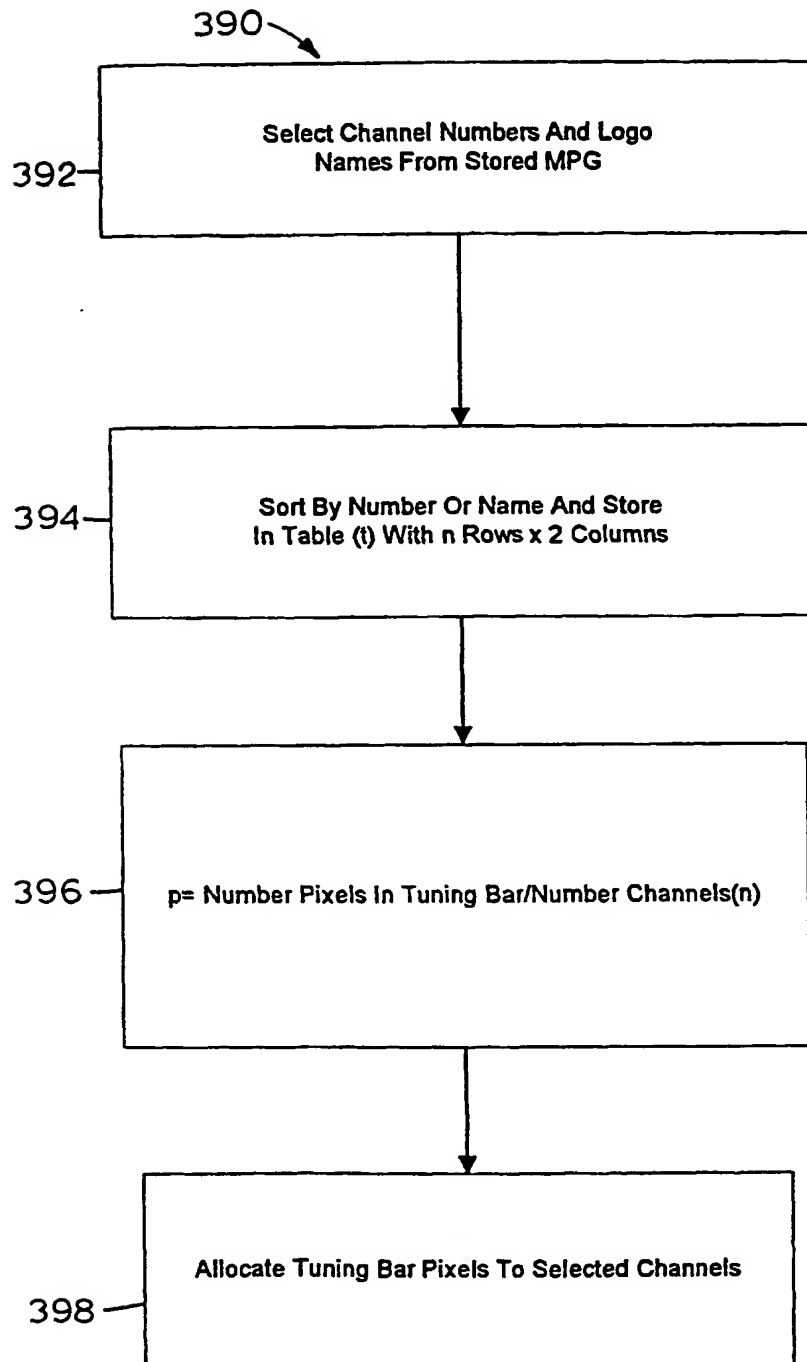 390
Select Channel Numbers And Logo
Names From Stored MPG
392
Sort By Number Or Name And Store
In Table (t) With n Rows x 2 Columns
394
p= Number Pixels In Tuning Bar/Number Channels(n)
396
Allocate Tuning Bar Pixels To Selected Channels
398